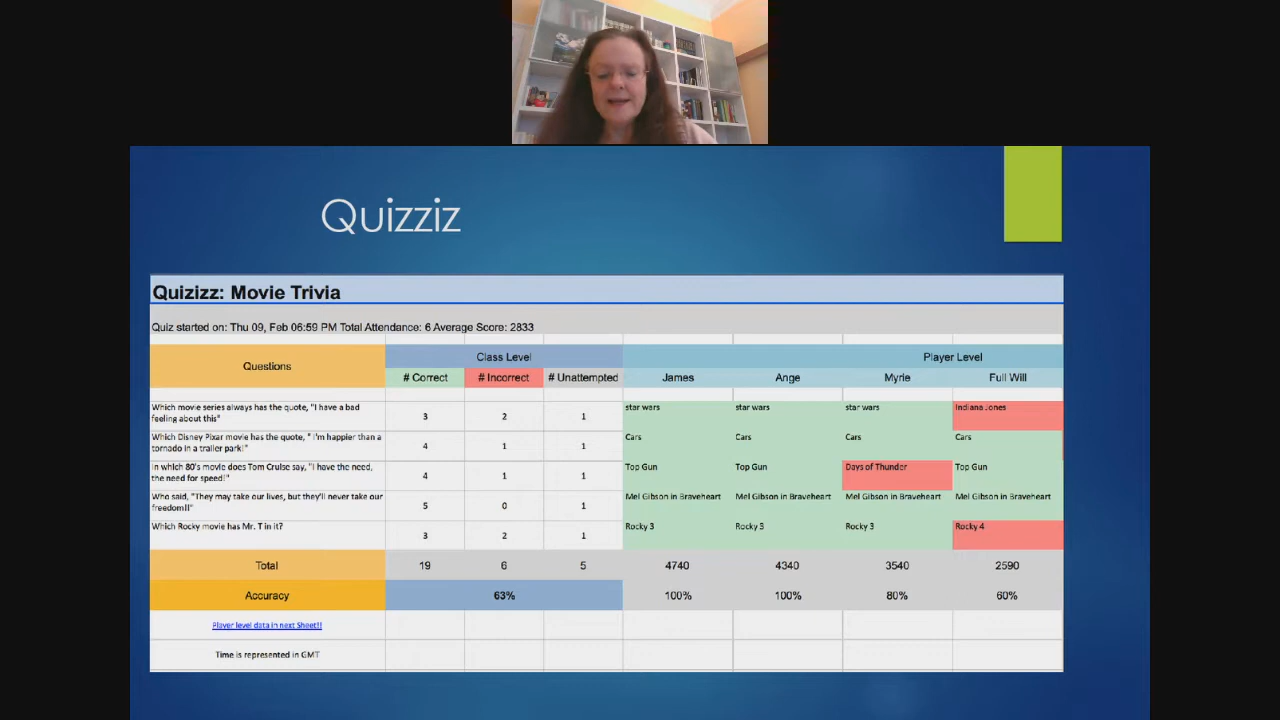 Quizziz
Quizizz: Movie Trivia
Quiz started on: Thu 09, Feb 06:59 PM Total Attendance: 6 Average Score: 2833
Questions Class Level Player Level
# Correct # Incorrect # Unattempted James Ange Myrie Full Will
Which movie series always has the quote, "I have a bad
feeling about this" 3 2 1 star wars star wars star wars Indiana Jones
Which Disney Pixar movie has the quote, " I'm happier than a
tornado in a trailer park!" 4 1 1 Cars Cars Cars Cars
In which 80's movie does Tom Cruise say, "I have the need,
the need for speed!" 4 1 1 Top Gun Top Gun Days of Thunder Top Gun
Who said, "They may take our lives, but they'll never take our
freedom!!" 5 0 1 Mel Gibson in Braveheart Mel Gibson in Braveheart Mel Gibson in Braveheart Mel Gibson in Braveheart
Which Rocky movie has Mr. T in it? 3 2 1 Rocky 3 Rocky 3 Rocky 3 Rocky 4
Total 19 6 5 4740 4340 3540 2590
Accuracy 63% 100% 100% 80% 60%
Player level data in next Sheet!!
Time is represented in GMT